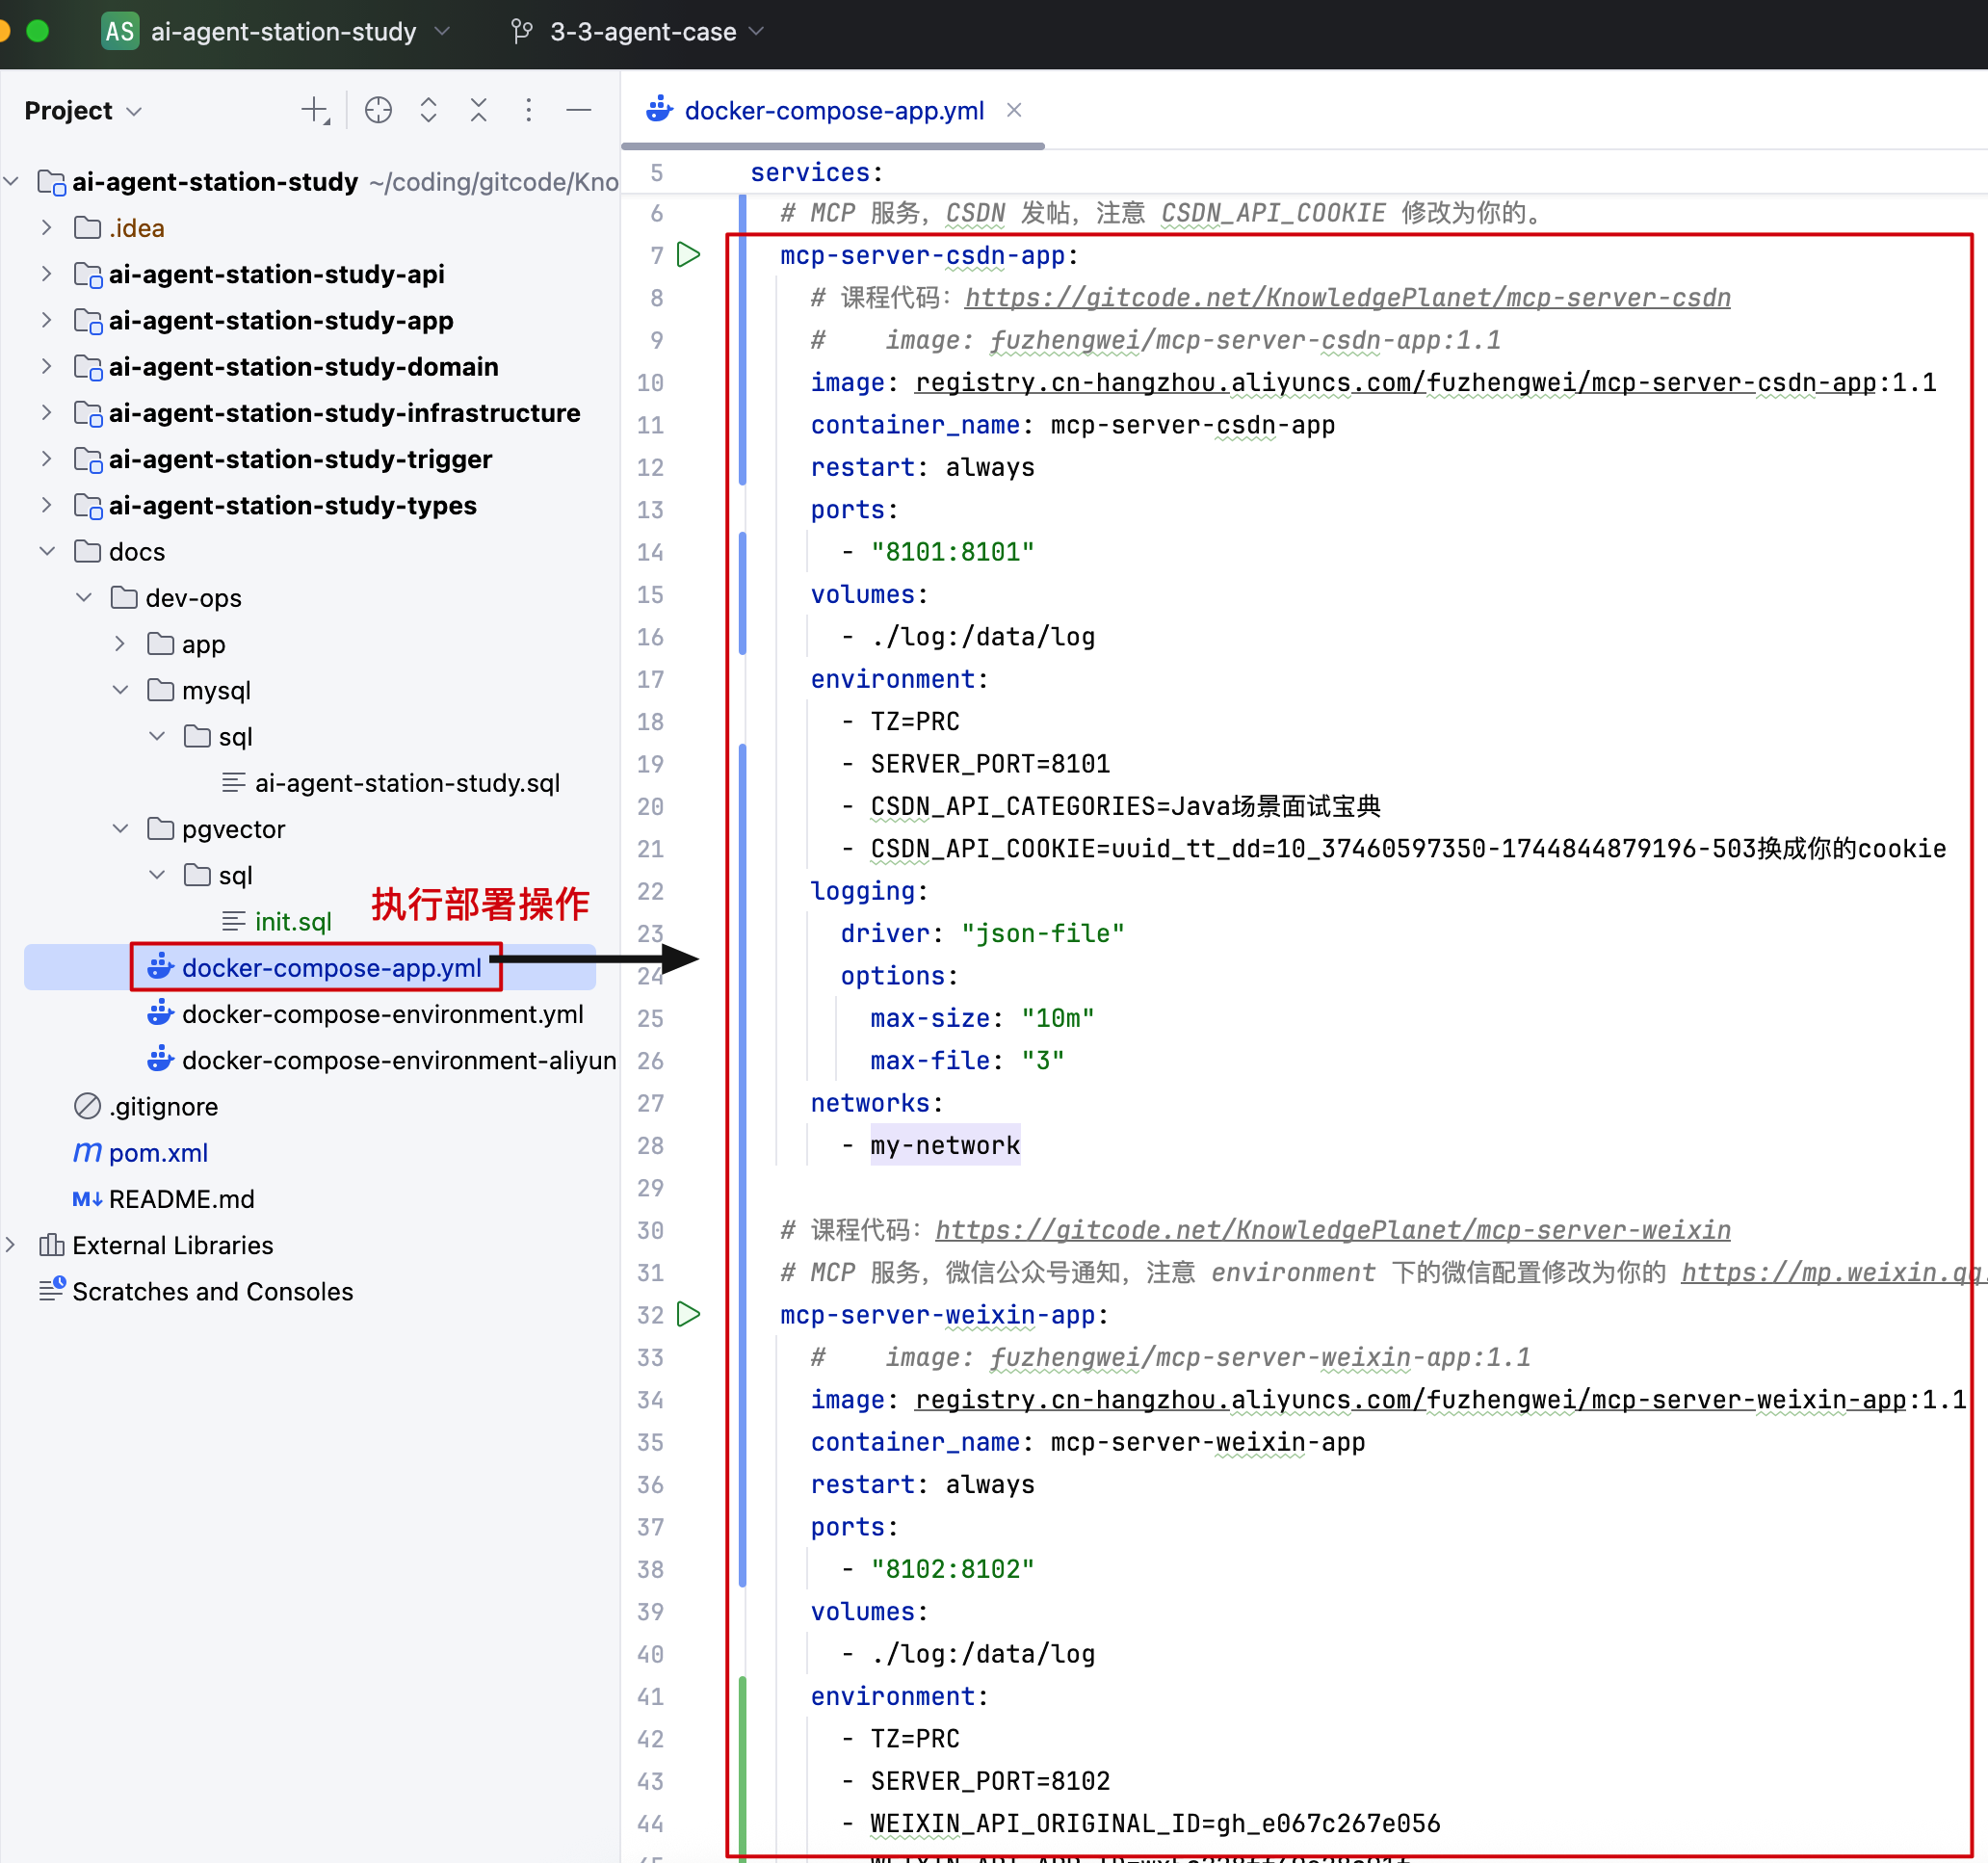 AS ai-agent-station-study 3-3-agent-case
Project
docker-compose-app.yml
ai-agent-station-study ~/coding/gitcode/Kno
.idea
ai-agent-station-study-api
ai-agent-station-study-app
ai-agent-station-study-domain
ai-agent-station-study-infrastructure
ai-agent-station-study-trigger
ai-agent-station-study-types
docs
dev-ops
app
mysql
sql
ai-agent-station-study.sql
pgvector
sql
init.sql
执行部署操作
docker-compose-app.yml
docker-compose-environment.yml
docker-compose-environment-aliyun
.gitignore
pom.xml
README.md
External Libraries
Scratches and Consoles
5 services:
6 # MCP 服务，CSDN 发帖，注意 CSDN_API_COOKIE 修改为你的。
7 mcp-server-csdn-app:
8 # 课程代码：https://gitcode.net/KnowledgePlanet/mcp-server-csdn
9 # image: fuzhengwei/mcp-server-csdn-app:1.1
10 image: registry.cn-hangzhou.aliyuncs.com/fuzhengwei/mcp-server-csdn-app:1.1
11 container_name: mcp-server-csdn-app
12 restart: always
13 ports:
14 - "8101:8101"
15 volumes:
16 - ./log:/data/log
17 environment:
18 - TZ=PRC
19 - SERVER_PORT=8101
20 - CSDN_API_CATEGORIES=Java场景面试宝典
21 - CSDN_API_COOKIE=uuid_tt_dd=10_37460597350-1744844879196-503换成你的cookie
22 logging:
23 driver: "json-file"
24 options:
25 max-size: "10m"
26 max-file: "3"
27 networks:
28 - my-network
29
30 # 课程代码：https://gitcode.net/KnowledgePlanet/mcp-server-weixin
31 # MCP 服务，微信公众号通知，注意 environment 下的微信配置修改为你的 https://mp.weixin.qq.
32 mcp-server-weixin-app:
33 # image: fuzhengwei/mcp-server-weixin-app:1.1
34 image: registry.cn-hangzhou.aliyuncs.com/fuzhengwei/mcp-server-weixin-app:1.1
35 container_name: mcp-server-weixin-app
36 restart: always
37 ports:
38 - "8102:8102"
39 volumes:
40 - ./log:/data/log
41 environment:
42 - TZ=PRC
43 - SERVER_PORT=8102
44 - WEIXIN_API_ORIGINAL_ID=gh_e067c267e056